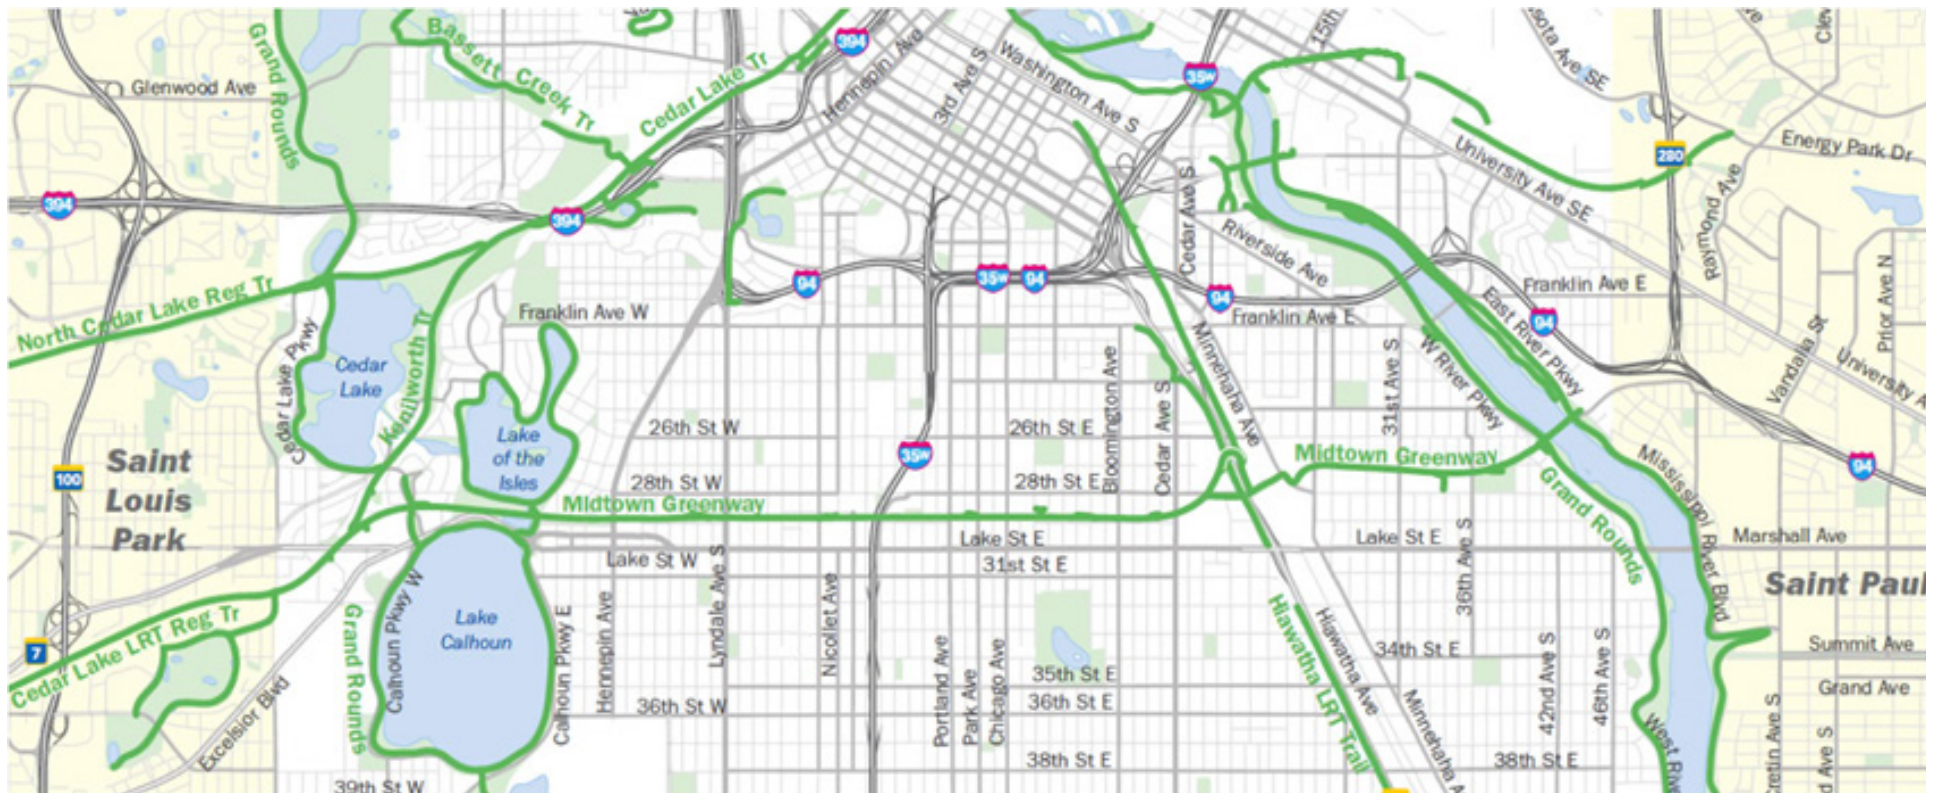 Grand Rounds
Bassett Creek Tr
394
Hennepin Ave
3rd Ave S
Washington Ave S
35W
15th
Ave SE
Glenwood Ave
Cedar Lake Tr
University Ave SE
280
Energy Park Dr
Raymond Ave
394
394
Cedar Ave S
Riverside Ave
Prior Ave N
North Cedar Lake Reg Tr
94
35W
94
94
Franklin Ave E
Franklin Ave W
Franklin Ave E
East River Pkwy
94
Vandalia St
University A
Cedar Lake Pkwy
Cedar
Lake
Kenilworth Tr
Minnehaha Ave
31st Ave S
W River Pkwy
Bloomington Ave
Cedar Ave S
26th St W
26th St E
Lake
of the
Isles
35W
Midtown Greenway
94
100
Saint
Louis
Park
28th St W
28th St E
Midtown Greenway
Grand Rounds
Mississippi River Blvd
Marshall Ave
Lake St E
Lake St E
Lake St W
31st St E
36th Ave S
Saint Paul
Lyndale Ave S
Nicollet Ave
7
Cedar Lake LRT Reg Tr
Grand Rounds
Calhoun Pkwy W
Lake
Calhoun
Calhoun Pkwy E
Hennepin Ave
Hiawatha LRT Trail
Hiawatha Ave
34th St E
42nd Ave S
46th Ave S
Summit Ave
Grand Ave
Excelsior Blvd
36th St W
Portland Ave
Park Ave
Chicago Ave
35th St E
36th St E
Minnehaha A
38th St E
38th St E
West Riv
39th St W